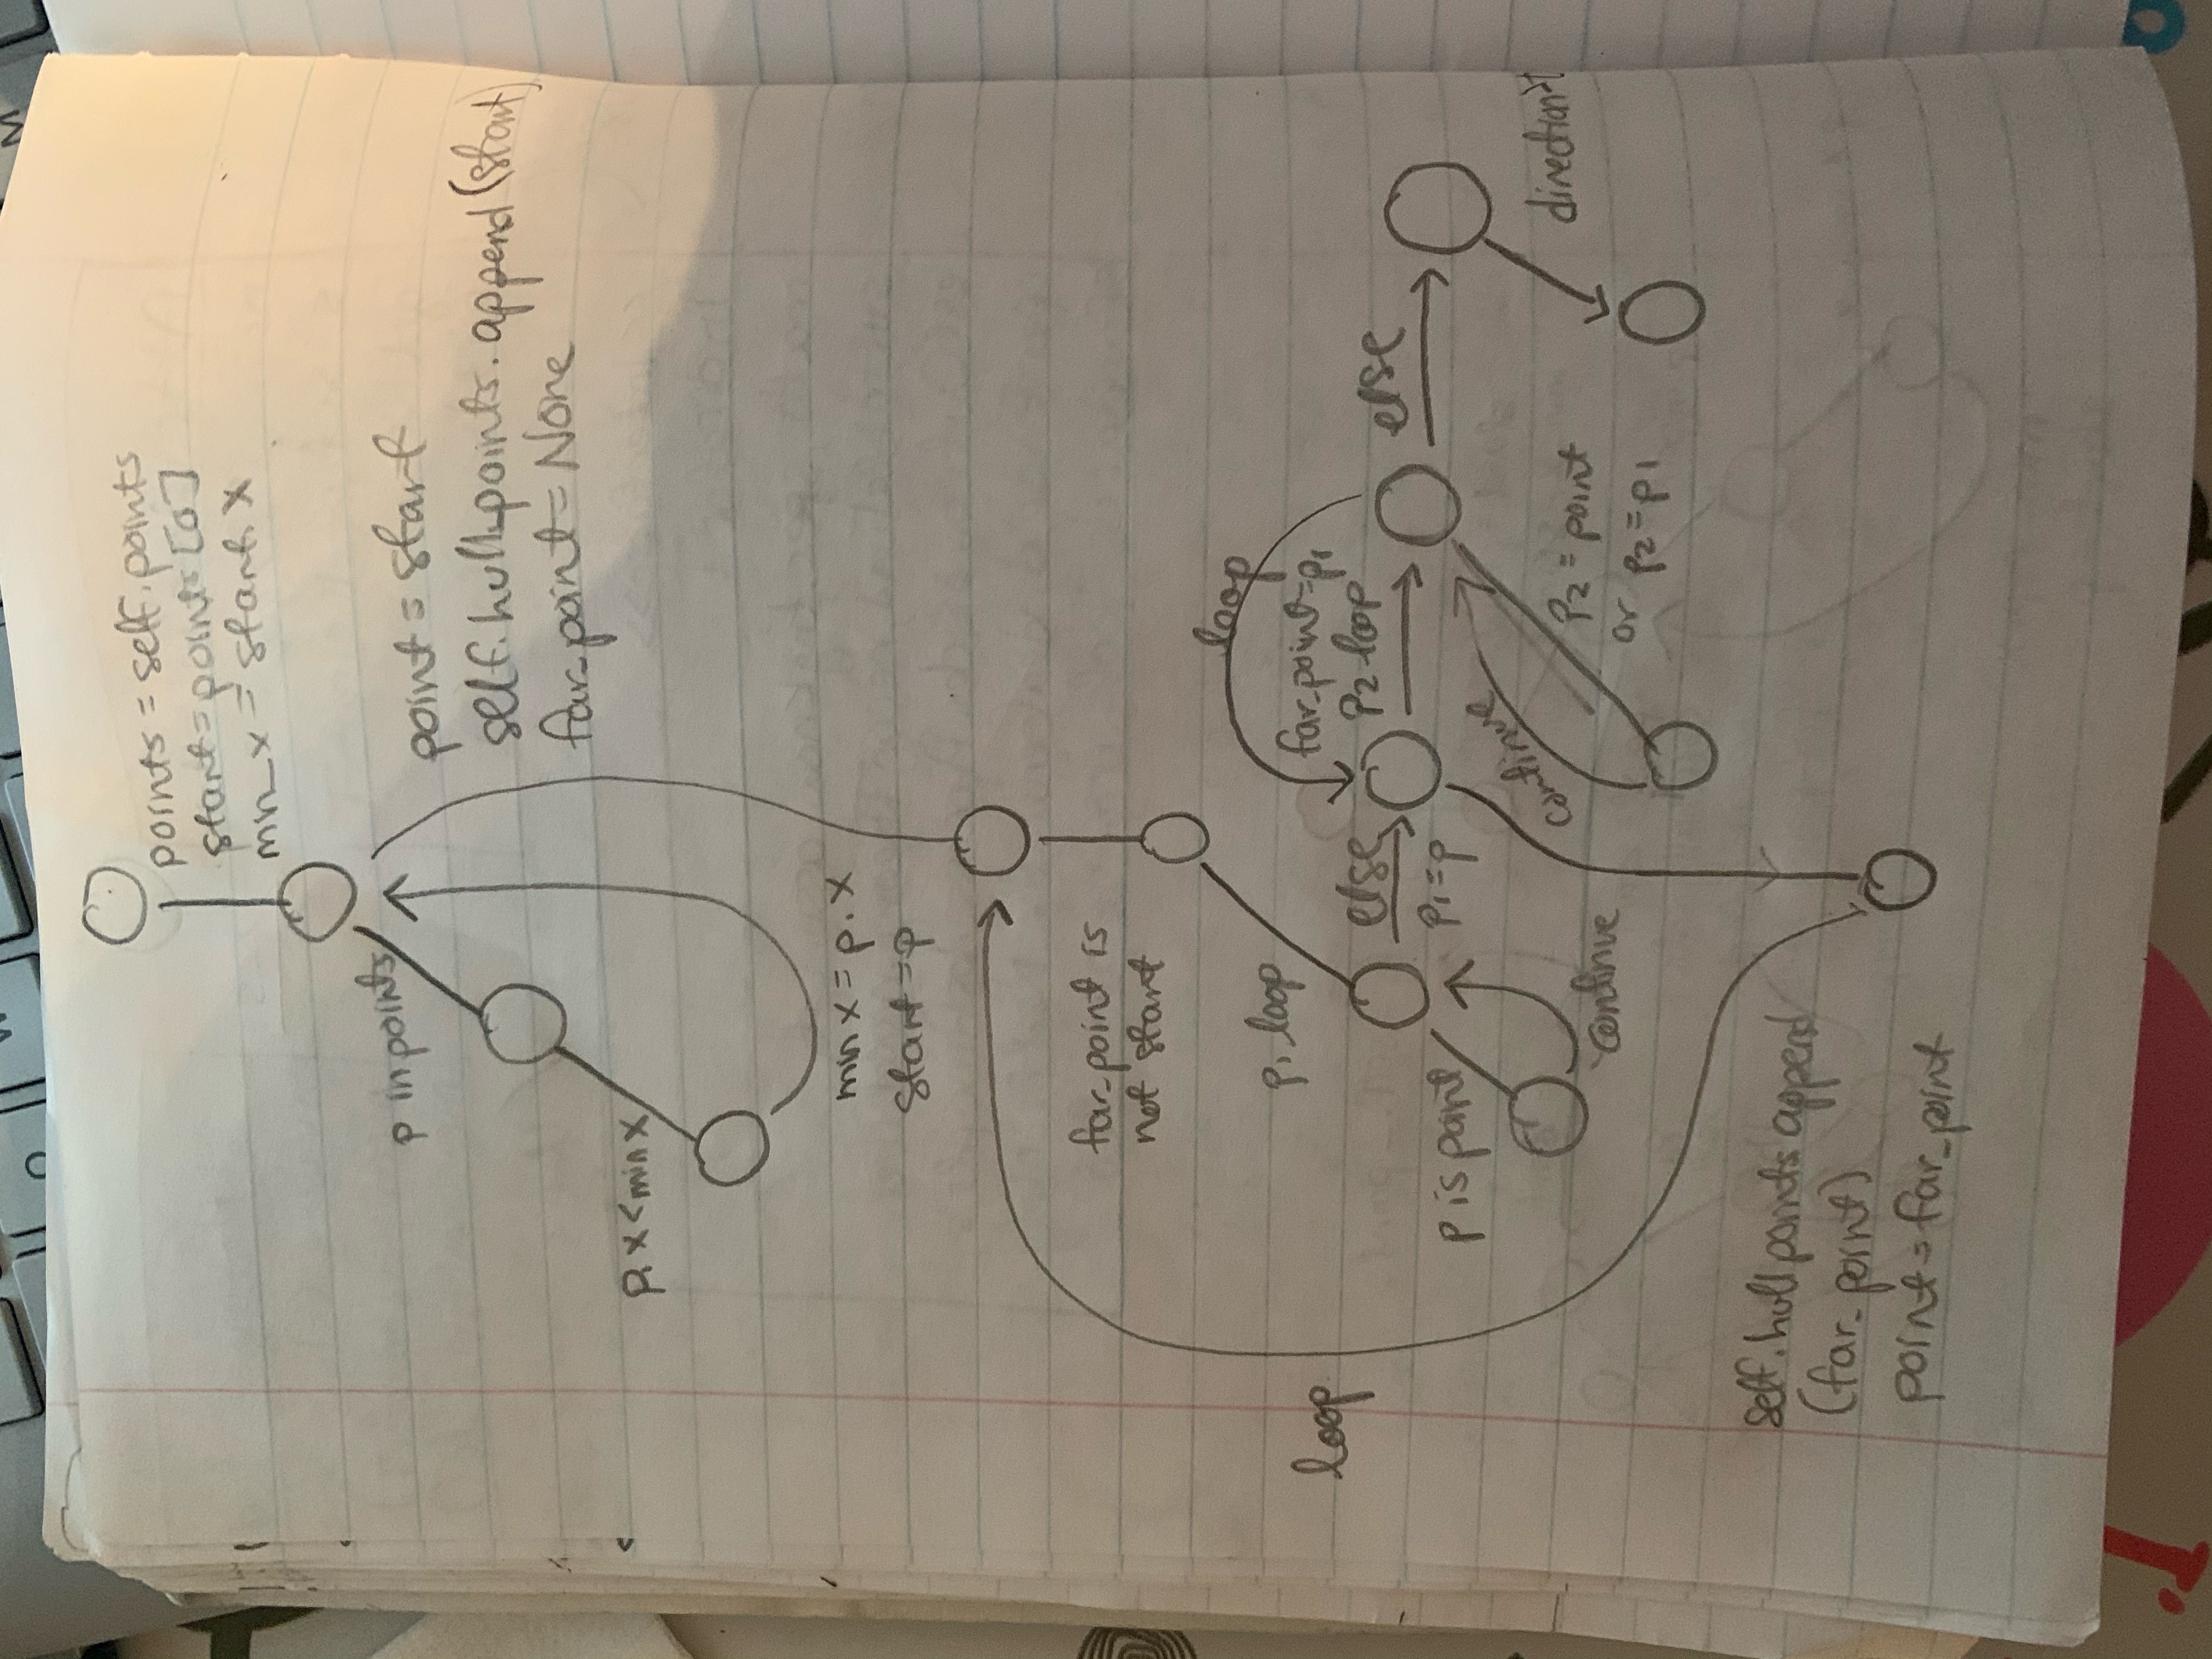 points = self.points
start = points [0]
min_x = start.x
p in points
point = start
self.hull_points.append(start)
far_point = None
p.x < min x
min x = p.x
start = p
far_point is
not start
loop
p, loop
loop
far_point = p1
else
p1 = p
P2 loop
else
p is point
continue
continue
P2 = point
or p2 = p1
self.hull points append
(far_point)
point = far_point
M